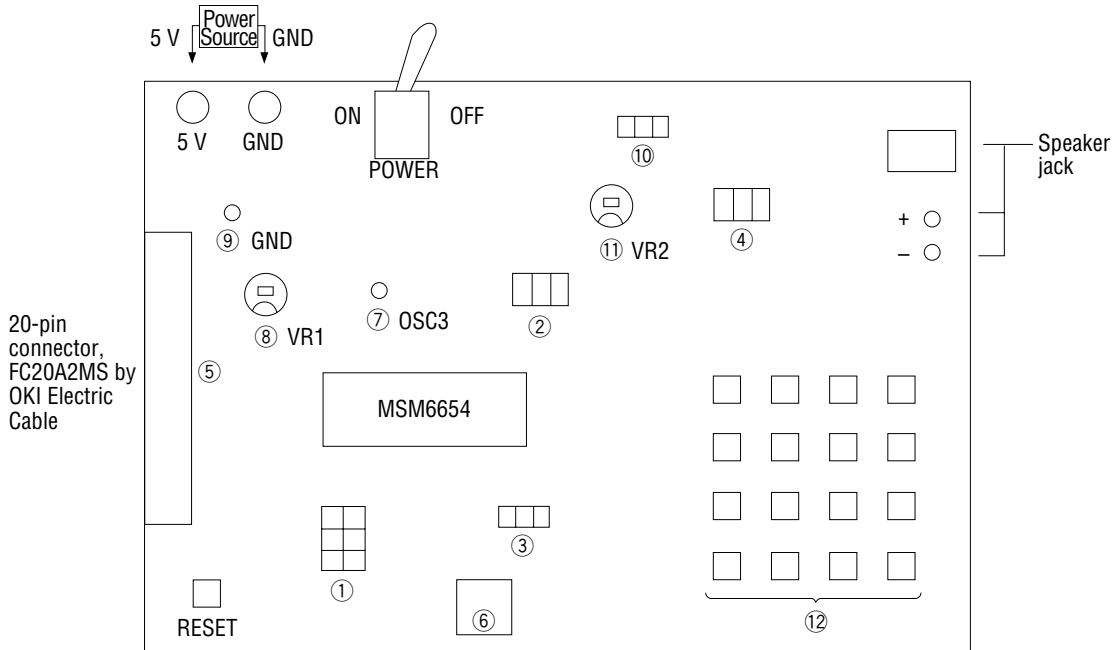 Power
Source
5 V
GND
5 V
GND
ON
OFF
POWER
⑩
Speaker
jack
+
–
⑨ GND
⑪ VR2
④
⑧ VR1
⑦ OSC3
②
20-pin
connector,
FC20A2MS by
OKI Electric
Cable
⑤
MSM6654
①
③
⑥
⑫
RESET